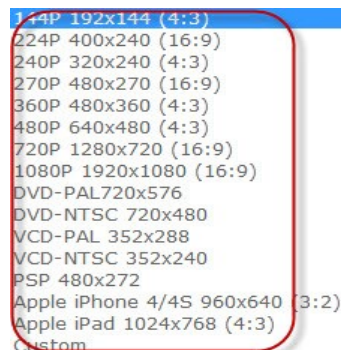 144P 192x144 (4:3)
224P 400x240 (16:9)
240P 320x240 (4:3)
270P 480x270 (16:9)
360P 480x360 (4:3)
480P 640x480 (4:3)
720P 1280x720 (16:9)
1080P 1920x1080 (16:9)
DVD-PAL720x576
DVD-NTSC 720x480
VCD-PAL 352x288
VCD-NTSC 352x240
PSP 480x272
Apple iPhone 4/4S 960x640 (3:2)
Apple iPad 1024x768 (4:3)
Custom